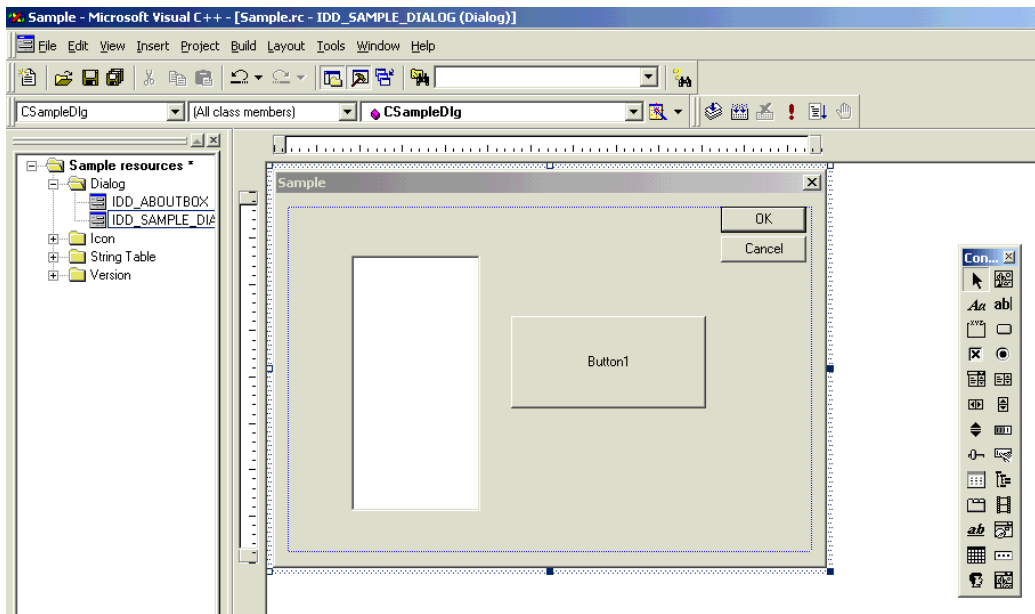 Sample - Microsoft Visual C++ - [Sample.rc - IDD_SAMPLE_DIALOG (Dialog)]
File Edit View Insert Project Build Layout Tools Window Help
CSampleDlg (All class members) CSampleDlg
Sample resources *
Dialog
IDD_ABOUTBOX
IDD_SAMPLE_DIA
Icon
String Table
Version
Sample
OK
Cancel
Button1
Con...
Aa ab|
XYZ
ab